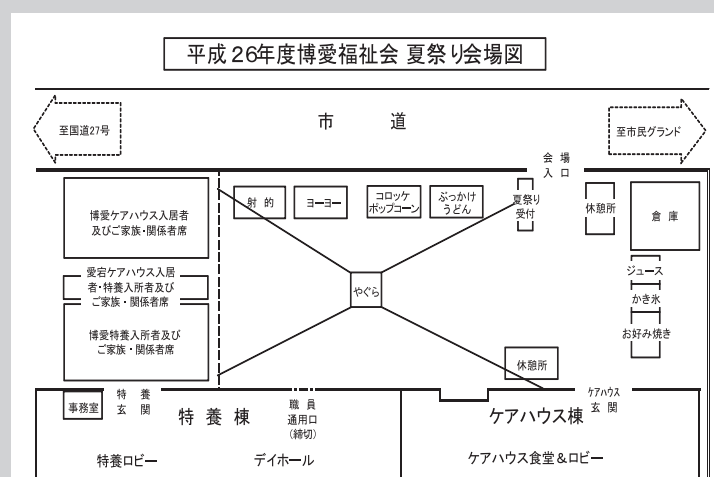 平成26年度博愛福祉会 夏祭り会場図
至国道27号
市 道
至市民グランド
会 場
入 口
博愛ケアハウス入居者
及びご家族・関係者席
射 的
ヨーヨー
コロッケ
ポップコーン
ぶっかけ
うどん
夏祭り
受付
休憩所
倉 庫
愛宕ケアハウス入居
者・特養入所者及び
ご家族・関係者席
やぐら
ジュース
かき氷
お好み焼き
博愛特養入所者及び
ご家族・関係者席
休憩所
事務室
特 養
玄 関
特 養 棟
職 員
通用口
(締切)
ケアハウス棟
ケアハウス
玄 関
特養ロビー
デイホール
ケアハウス食堂＆ロビー